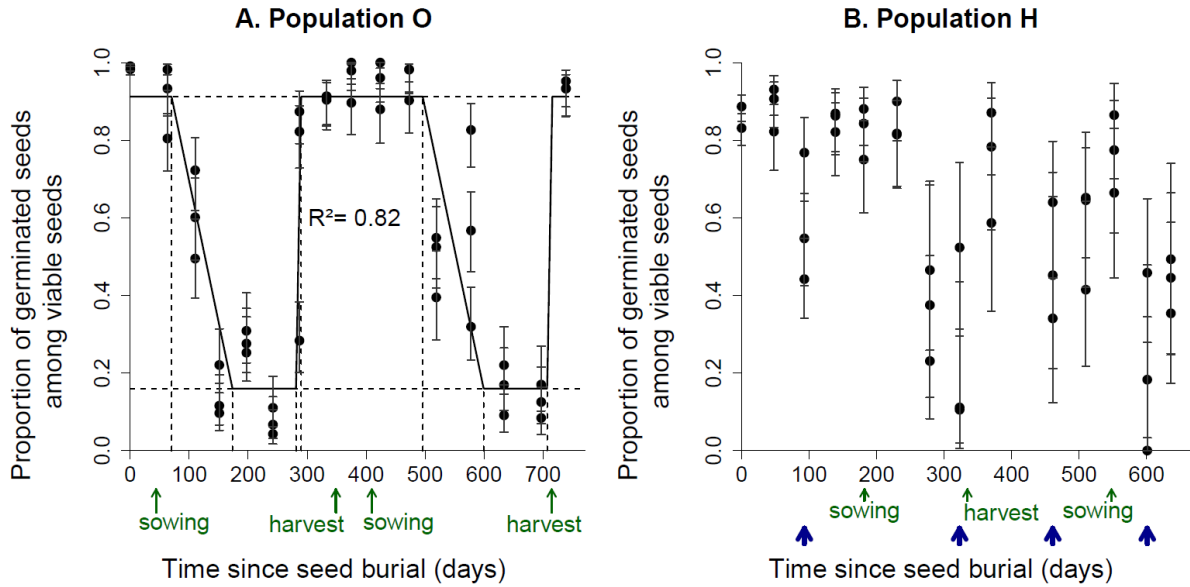 A. Population O
Proportion of germinated seeds
among viable seeds
1.0
0.8
0.6
0.4
0.2
0.0
R²= 0.82
0 100 200 300 400 500 600 700
sowing harvest sowing harvest
Time since seed burial (days)
B. Population H
Proportion of germinated seeds
among viable seeds
1.0
0.8
0.6
0.4
0.2
0.0
0 100 200 300 400 500 600
sowing harvest sowing
Time since seed burial (days)